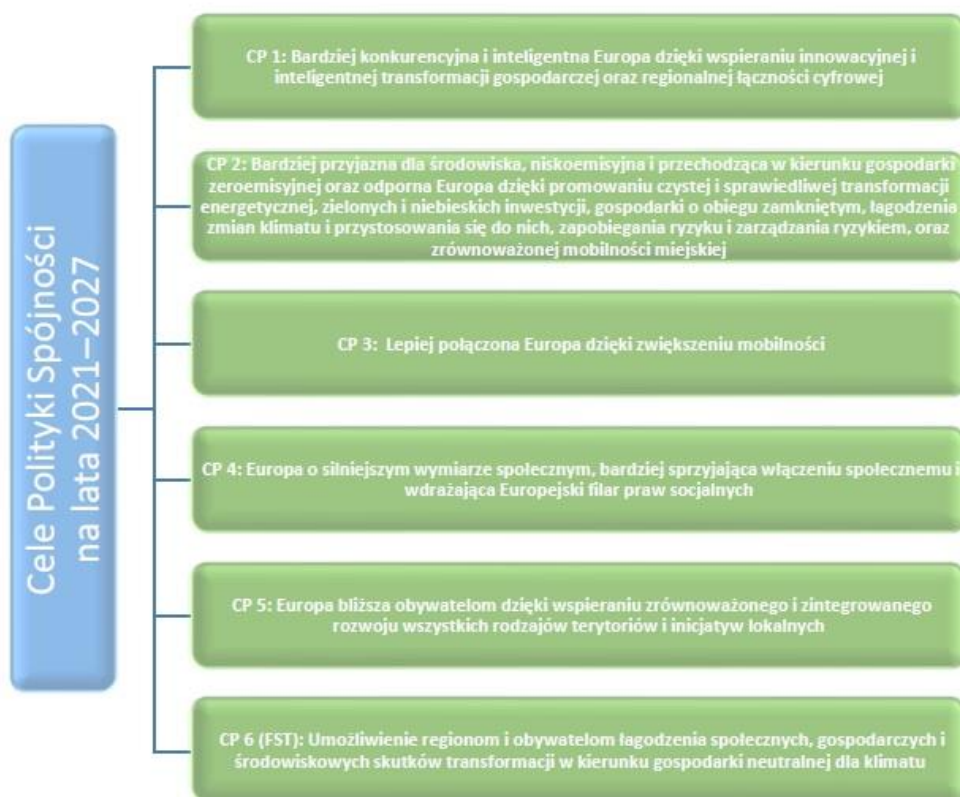 Cele Polityki Spójności
na lata 2021–2027
CP 1: Bardziej konkurencyjna i inteligentna Europa dzięki wspieraniu innowacyjnej i
inteligentnej transformacji gospodarczej oraz regionalnej łączności cyfrowej
CP 2: Bardziej przyjazna dla środowiska, niskoemisyjna i przechodząca w kierunku gospodarki
zeroemisyjnej oraz odporna Europa dzięki promowaniu czystej i sprawiedliwej transformacji
energetycznej, zielonych i niebieskich inwestycji, gospodarki o obiegu zamkniętym, łagodzenia
zmian klimatu i przystosowania się do nich, zapobiegania ryzyku i zarządzania ryzykiem, oraz
zrównoważonej mobilności miejskiej
CP 3: Lepiej połączona Europa dzięki zwiększeniu mobilności
CP 4: Europa o silniejszym wymiarze społecznym, bardziej sprzyjająca włączeniu społecznemu i
wdrażająca Europejski filar praw socjalnych
CP 5: Europa bliższa obywatelom dzięki wspieraniu zrównoważonego i zintegrowanego
rozwoju wszystkich rodzajów terytoriów i inicjatyw lokalnych
CP 6 (FST): Umożliwienie regionom i obywatelom łagodzenia społecznych, gospodarczych i
środowiskowych skutków transformacji w kierunku gospodarki neutralnej dla klimatu